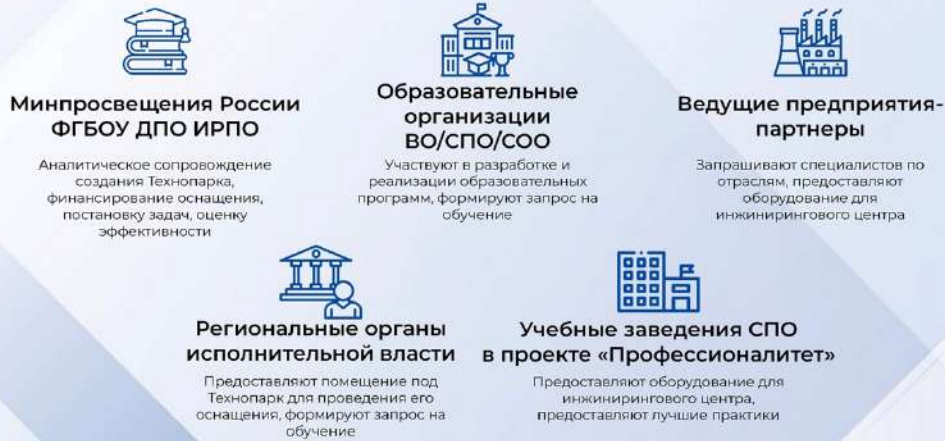 Минпросвещения России
ФГБОУ ДПО ИРПО
Аналитическое сопровождение
создания Технопарка,
финансирование оснащения,
постановку задач, оценку
эффективности
Образовательные
организации
ВО/СПО/СОО
Участвуют в разработке и
реализации образовательных
программ, формируют запрос на
обучение
Ведущие предприятия-
партнеры
Запрашивают специалистов по
отраслям, предоставляют
оборудование для
инжинирингового центра
Региональные органы
исполнительной власти
Предоставляют помещение под
Технопарк для проведения его
оснащения, формируют запрос на
обучение
Учебные заведения СПО
в проекте «Профессионалитет»
Предоставляют оборудование для
инжинирингового центра,
предоставляют лучшие практики